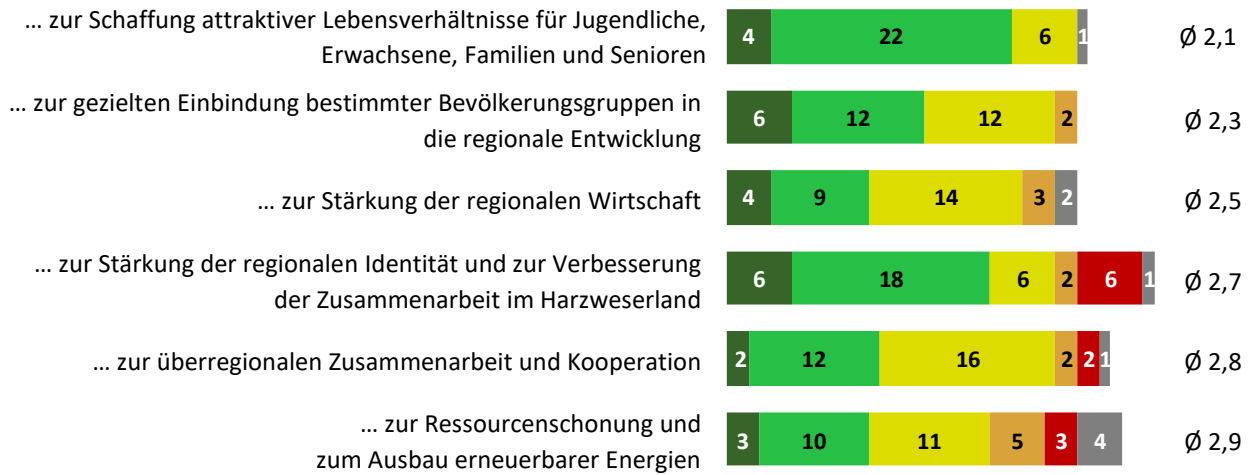 ... zur Schaffung attraktiver Lebensverhältnisse für Jugendliche,
Erwachsene, Familien und Senioren
4 22 6 1 Ø 2,1
... zur gezielten Einbindung bestimmter Bevölkerungsgruppen in
die regionale Entwicklung
6 12 12 2 Ø 2,3
... zur Stärkung der regionalen Wirtschaft
4 9 14 3 2 Ø 2,5
... zur Stärkung der regionalen Identität und zur Verbesserung
der Zusammenarbeit im Harzweserland
6 18 6 2 6 1 Ø 2,7
... zur überregionalen Zusammenarbeit und Kooperation
2 12 16 2 2 1 Ø 2,8
... zur Ressourcenschonung und
zum Ausbau erneuerbarer Energien
3 10 11 5 3 4 Ø 2,9